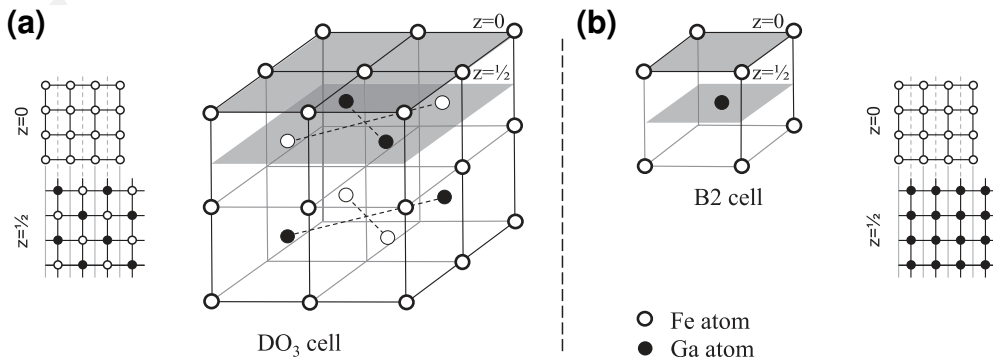 (a)
z=0
z=½
z=0
z=½
DO₃ cell
(b)
z=0
z=½
B2 cell
z=0
z=½
Fe atom
Ga atom